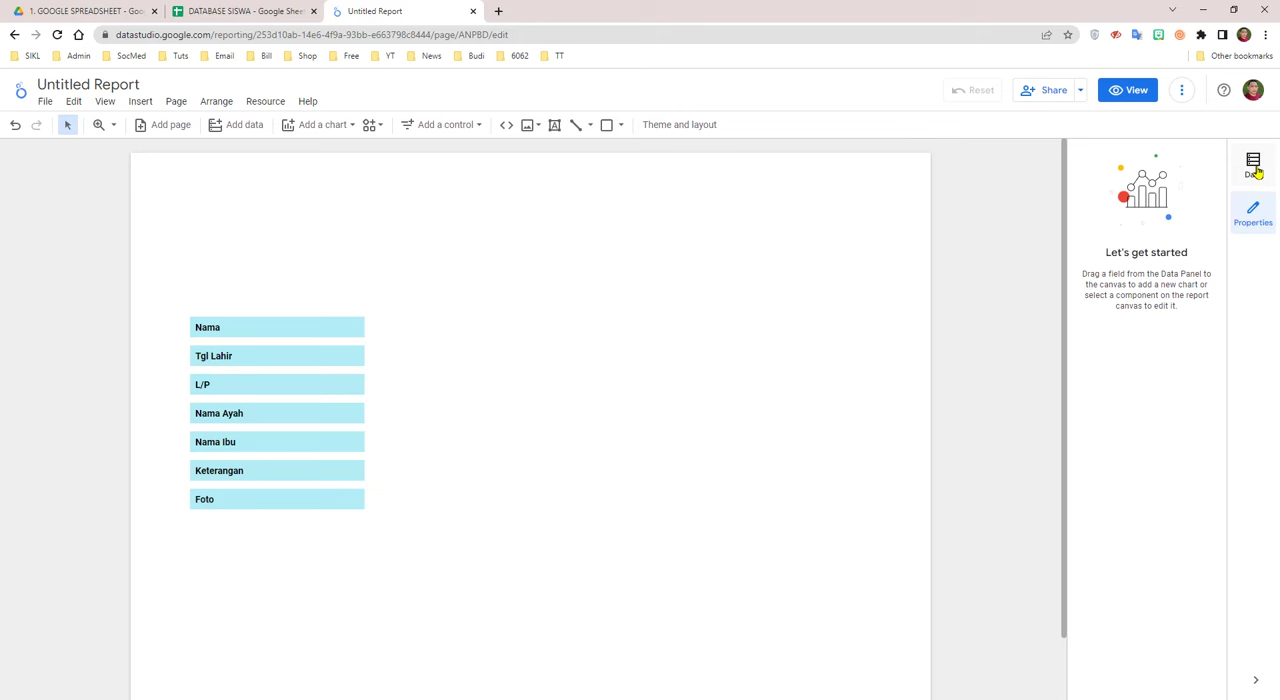 1. GOOGLE SPREADSHEET - Goo
DATABASE SISWA - Google Sheet
Untitled Report
datastudio.google.com/reporting/253d10ab-14e6-4f9a-93bb-e663798c8444/page/ANPBD/edit
SIKL
Admin
SocMed
Tuts
Email
Bill
Shop
Free
YT
News
Budi
6062
TT
Other bookmarks
Untitled Report
File Edit View Insert Page Arrange Resource Help
Reset
Share
View
Add page
Add data
Add a chart
Add a control
Theme and layout
Nama
Tgl Lahir
L/P
Nama Ayah
Nama Ibu
Keterangan
Foto
Let's get started
Drag a field from the Data Panel to
the canvas to add a new chart or
select a component on the report
canvas to edit it.
Properties